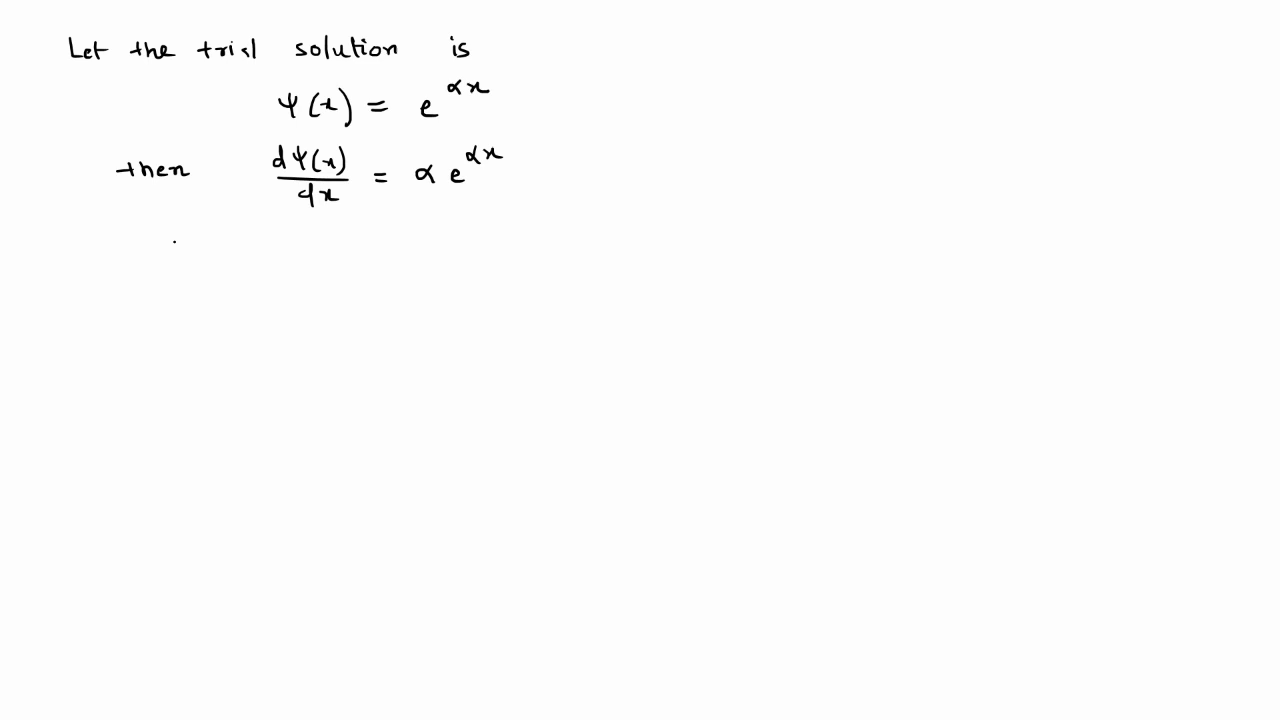 Let the trial solution is
ψ(x) = e^{αx}
then dψ(x)/dx = α e^{αx}